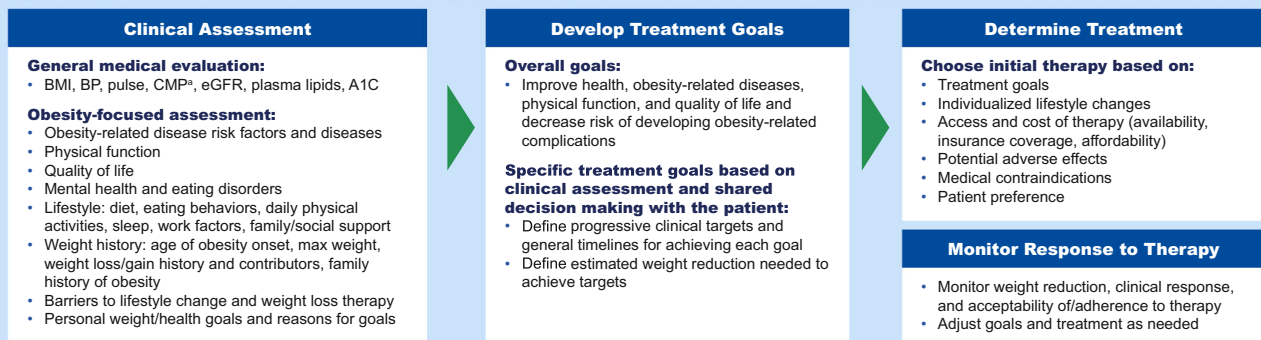 Clinical Assessment
General medical evaluation:
• BMI, BP, pulse, CMPᵃ, eGFR, plasma lipids, A1C
Obesity-focused assessment:
• Obesity-related disease risk factors and diseases
• Physical function
• Quality of life
• Mental health and eating disorders
• Lifestyle: diet, eating behaviors, daily physical
activities, sleep, work factors, family/social support
• Weight history: age of obesity onset, max weight,
weight loss/gain history and contributors, family
history of obesity
• Barriers to lifestyle change and weight loss therapy
• Personal weight/health goals and reasons for goals
Develop Treatment Goals
Overall goals:
• Improve health, obesity-related diseases,
physical function, and quality of life and
decrease risk of developing obesity-related
complications
Specific treatment goals based on
clinical assessment and shared
decision making with the patient:
• Define progressive clinical targets and
general timelines for achieving each goal
• Define estimated weight reduction needed to
achieve targets
Determine Treatment
Choose initial therapy based on:
• Treatment goals
• Individualized lifestyle changes
• Access and cost of therapy (availability,
insurance coverage, affordability)
• Potential adverse effects
• Medical contraindications
• Patient preference
Monitor Response to Therapy
• Monitor weight reduction, clinical response,
and acceptability of/adherence to therapy
• Adjust goals and treatment as needed